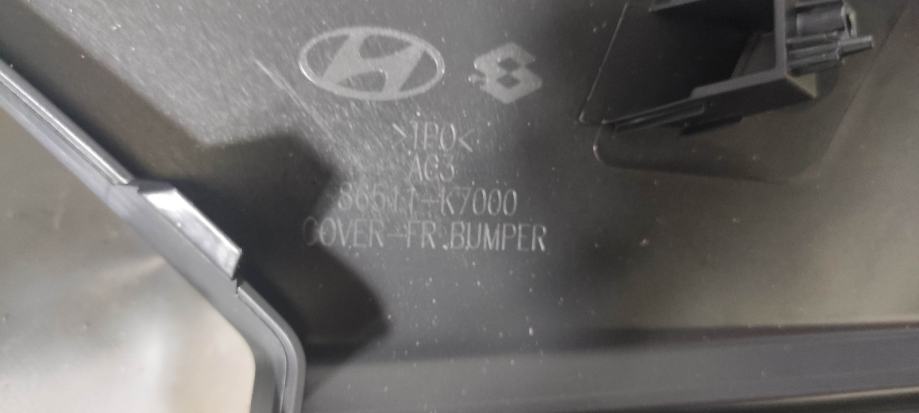 >TPO<
AC3
86511-K7000
COVER-FR.BUMPER